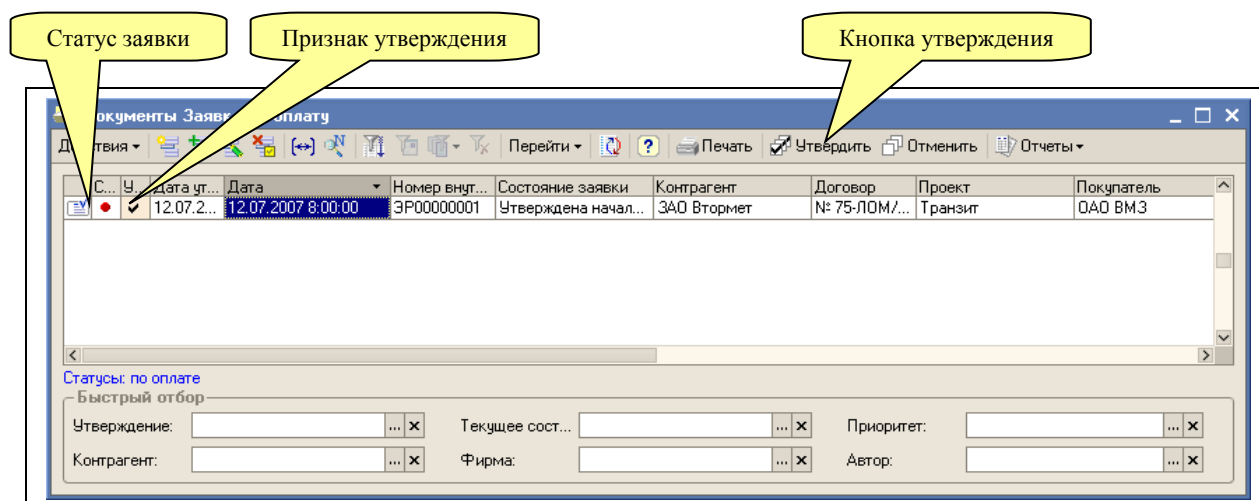 Статус заявки
Признак утверждения
Кнопка утверждения
окументы Заяв оплату
Д твия Перейти ? Печать Утвердить Отменить Отчеты
С... У... Дата ут... Дата Номер внут... Состояние заявки Контрагент Договор Проект Покупатель
12.07.2... 12.07.2007 8:00:00 ЭР00000001 Утверждена начал... ЗАО Втормет № 75-ЛОМ/... Транзит ОАО ВМЗ
Статусы: по оплате
Быстрый отбор
Утверждение: ... x Текущее сост... ... x Приоритет: ... x
Контрагент: ... x Фирма: ... x Автор: ... x